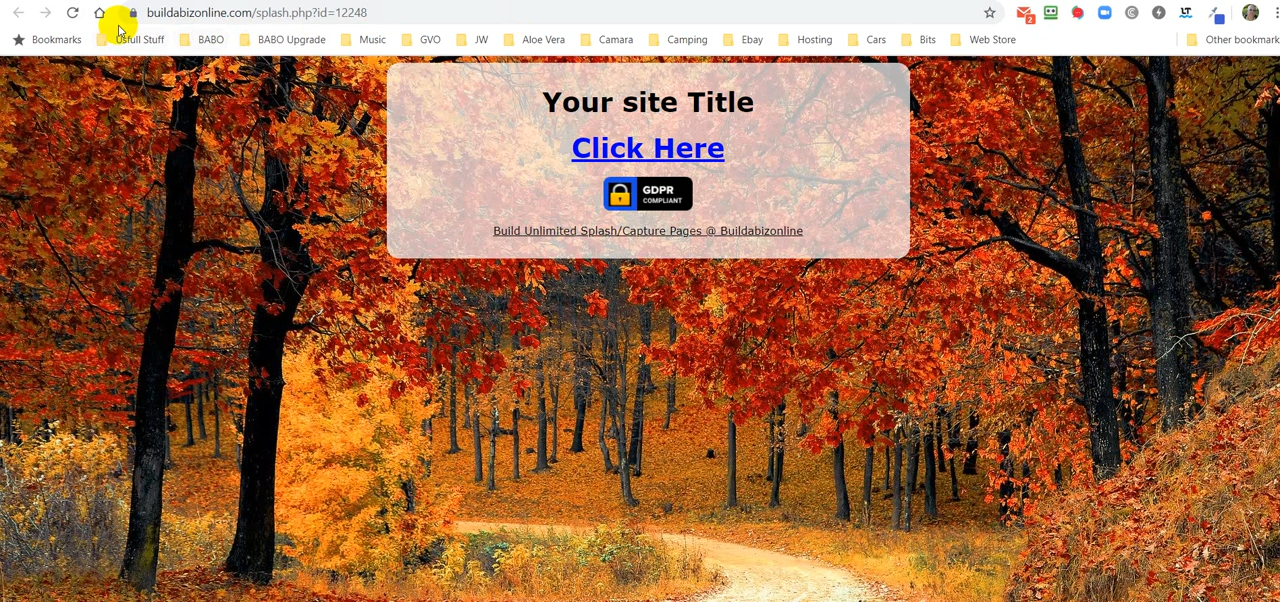 buildabizonline.com/splash.php?id=12248
2
LT
Bookmarks Usfull Stuff BABO BABO Upgrade Music GVO JW Aloe Vera Camara Camping Ebay Hosting Cars Bits Web Store Other bookmark
Your site Title
Click Here
GDPR
COMPLIANT
Build Unlimited Splash/Capture Pages @ Buildabizonline